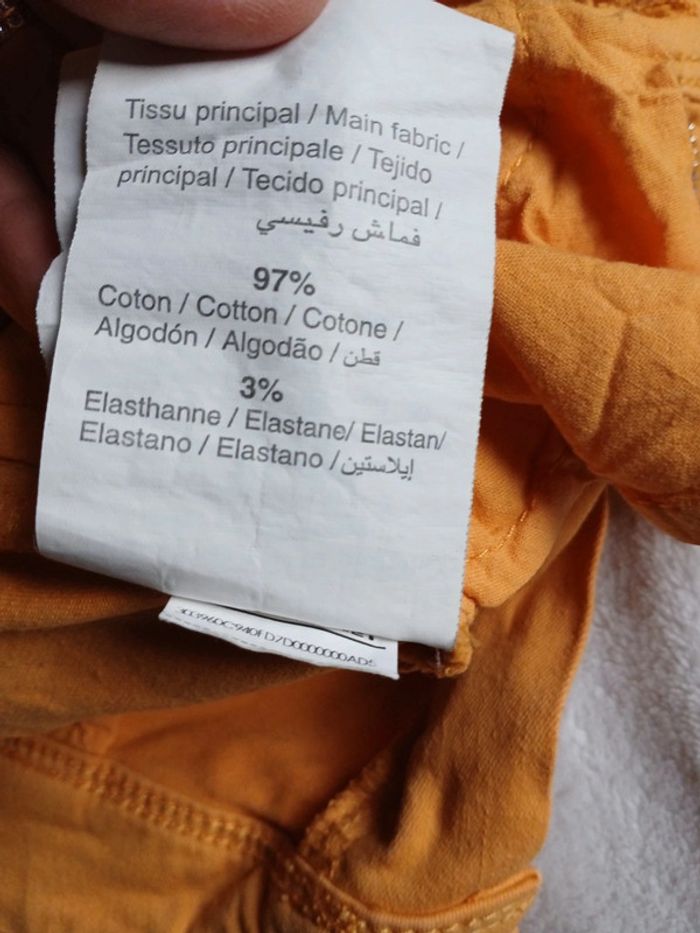 Tissu principal / Main fabric /
Tessuto principale / Tejido
principal / Tecido principal /
قماش رفيسي
97%
Coton / Cotton / Cotone /
Algodón / Algodão / قطن
3%
Elasthanne / Elastane/ Elastan/
Elastano / Elastano / إيلاستين